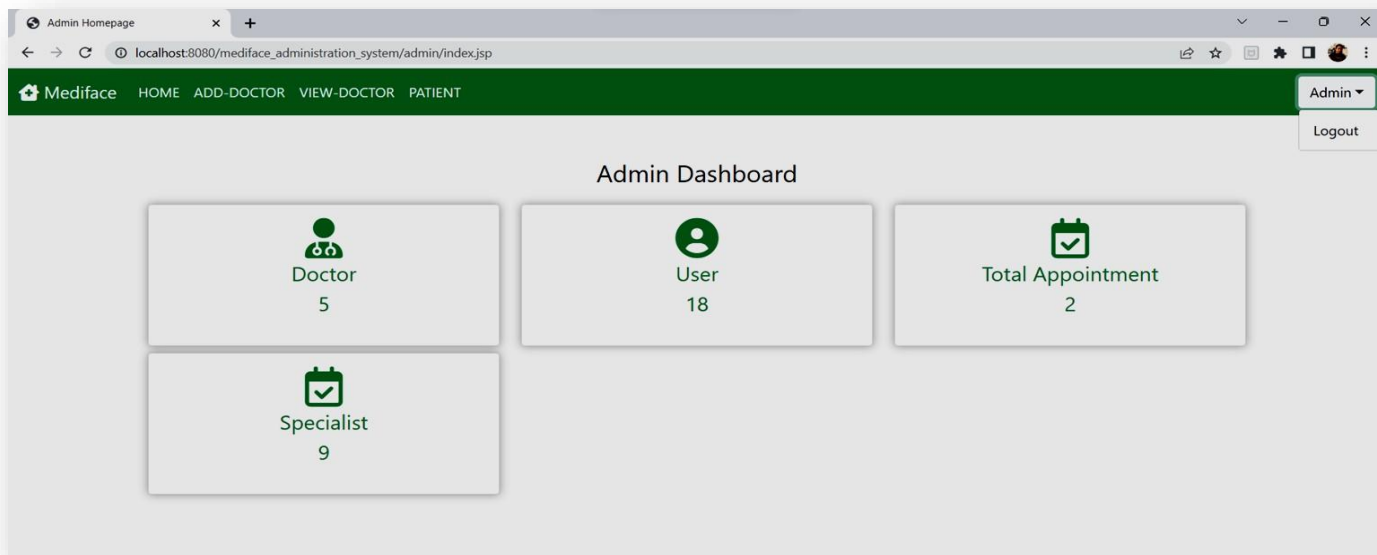 Admin Homepage
localhost:8080/mediface_administration_system/admin/index.jsp
Mediface HOME ADD-DOCTOR VIEW-DOCTOR PATIENT Admin
Logout
Admin Dashboard
Doctor
5
User
18
Total Appointment
2
Specialist
9